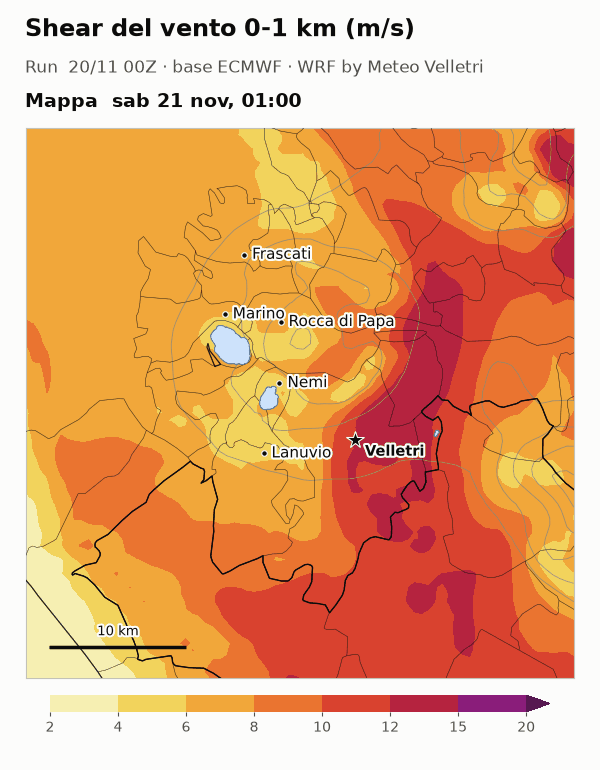 Shear del vento 0-1 km (m/s)
Run  20/11 00Z · base ECMWF · WRF by Meteo Velletri
Mappa  sab 21 nov, 01:00
Frascati
Marino
Rocca di Papa
Nemi
Velletri
Lanuvio
10 km
2 4 6 8 10 12 15 20